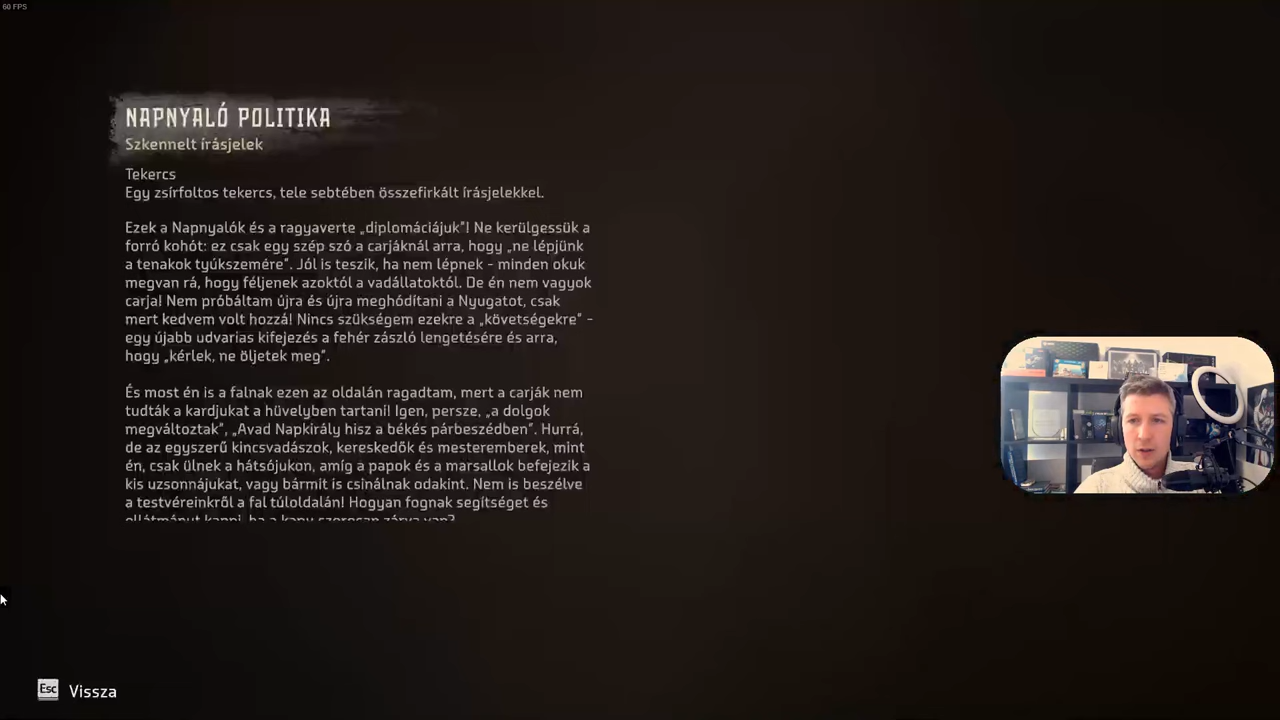 60 FPS
NAPNYALÓ POLITIKA
Szkennelt írásjelek
Tekercs
Egy zsírfoltos tekercs, tele sebtében összefirkált írásjelekkel.
Ezek a Napnyalók és a ragyaverte „diplomáciájuk”! Ne kerülgessük a
forró kohót: ez csak egy szép szó a carjáknál arra, hogy „ne lépjünk
a tenakok tyúkszemére”. Jól is teszik, ha nem lépnek - minden okuk
megvan rá, hogy féljenek azoktól a vadállatoktól. De én nem vagyok
carja! Nem próbáltam újra és újra meghódítani a Nyugatot, csak
mert kedvem volt hozzá! Nincs szükségem ezekre a „követségekre” -
egy újabb udvarias kifejezés a fehér zászló lengetésére és arra,
hogy „kérlek, ne öljetek meg”.
És most én is a falnak ezen az oldalán ragadtam, mert a carják nem
tudták a kardjukat a hüvelyben tartani! Igen, persze, „a dolgok
megváltoztak”, „Avad Napkirály hisz a békés párbeszédben”. Hurrá,
de az egyszerű kincsvadászok, kereskedők és mesteremberek, mint
én, csak ülnek a hátsójukon, amíg a papok és a marsallok befejezik a
kis uzsonnájukat, vagy bármit is csinálnak odakint. Nem is beszélve
a testvéreinkről a fal túloldalán! Hogyan fognak segítséget és
ellátmányt kapni, ha a kapu szorosan zárva van?
Esc Vissza